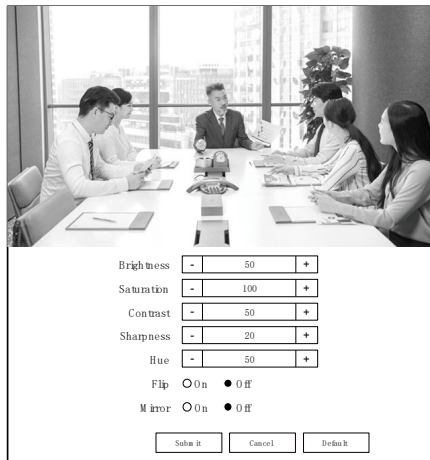 Brightness - 50 +
Saturation - 100 +
Contrast - 50 +
Sharpness - 20 +
Hue - 50 +
Flip On Off
Mirror On Off
Submit Cancel Default